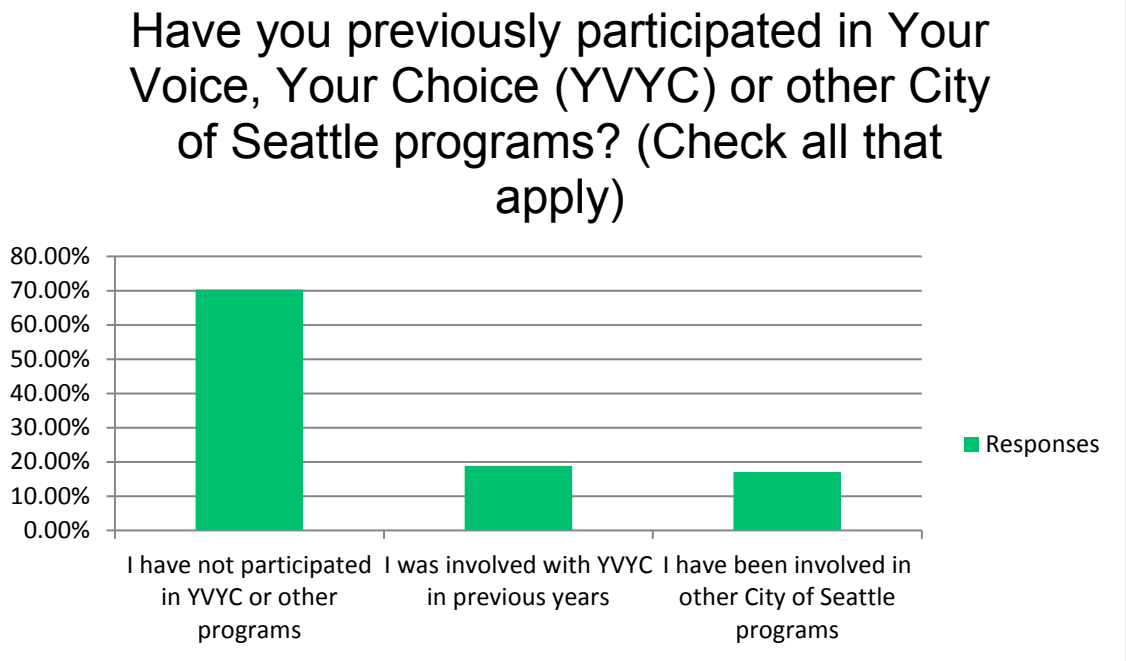 Have you previously participated in Your
Voice, Your Choice (YVYC) or other City
of Seattle programs? (Check all that
apply)
80.00%
70.00%
60.00%
50.00%
40.00%
30.00%
20.00%
10.00%
0.00%
I have not participated
in YVYC or other
programs
I was involved with YVYC
in previous years
I have been involved in
other City of Seattle
programs
Responses